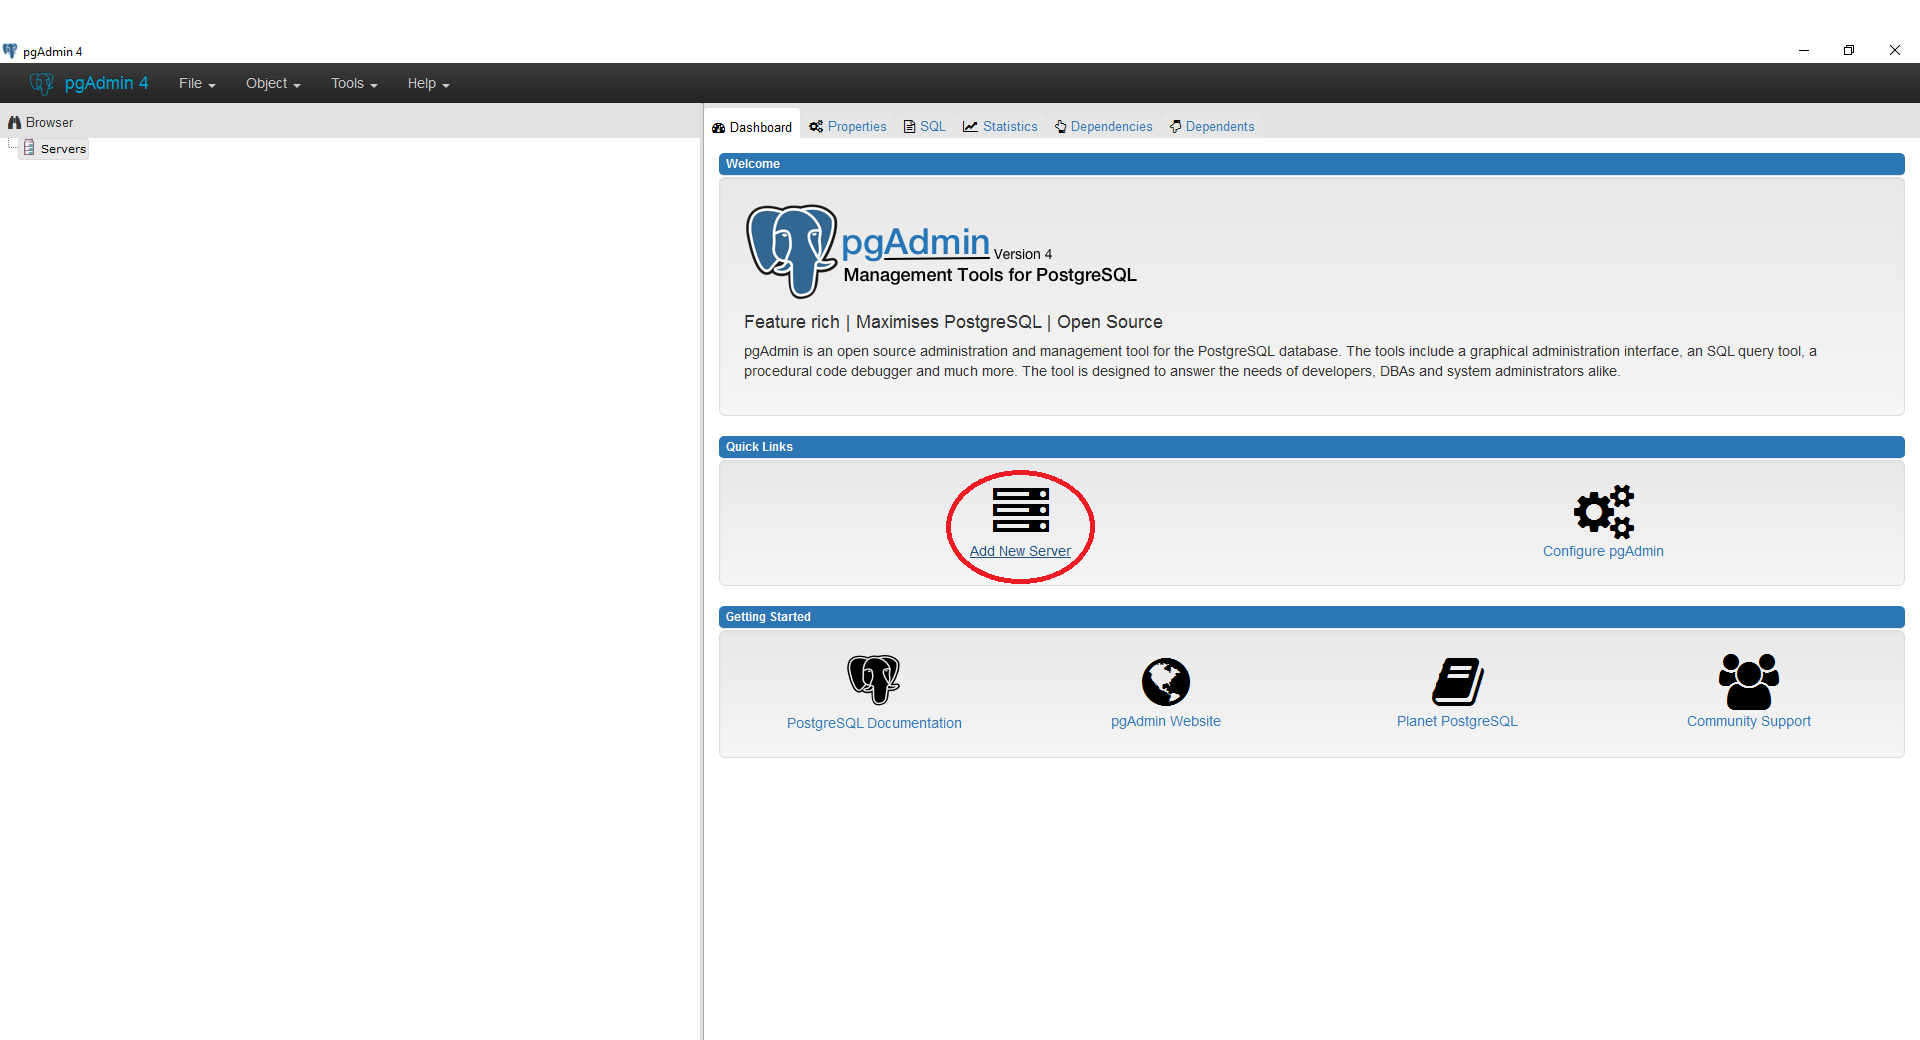 pgAdmin 4
pgAdmin 4 File Object Tools Help
Browser
Servers
Dashboard Properties SQL Statistics Dependencies Dependents
Welcome
pgAdmin Version 4
Management Tools for PostgreSQL
Feature rich | Maximises PostgreSQL | Open Source
pgAdmin is an open source administration and management tool for the PostgreSQL database. The tools include a graphical administration interface, an SQL query tool, a
procedural code debugger and much more. The tool is designed to answer the needs of developers, DBAs and system administrators alike.
Quick Links
Add New Server Configure pgAdmin
Getting Started
PostgreSQL Documentation pgAdmin Website Planet PostgreSQL Community Support